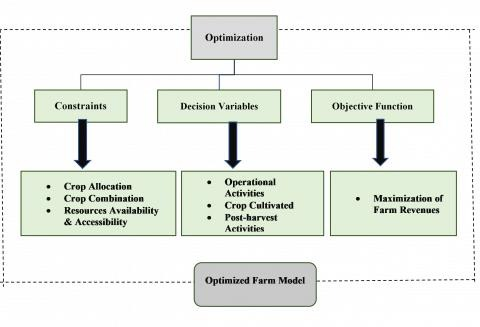 Optimization
Constraints
Decision Variables
Objective Function
• Crop Allocation
• Crop Combination
• Resources Availability
& Accessibility
• Operational
Activities
• Crop Cultivated
• Post-harvest
Activities
• Maximization of
Farm Revenues
Optimized Farm Model